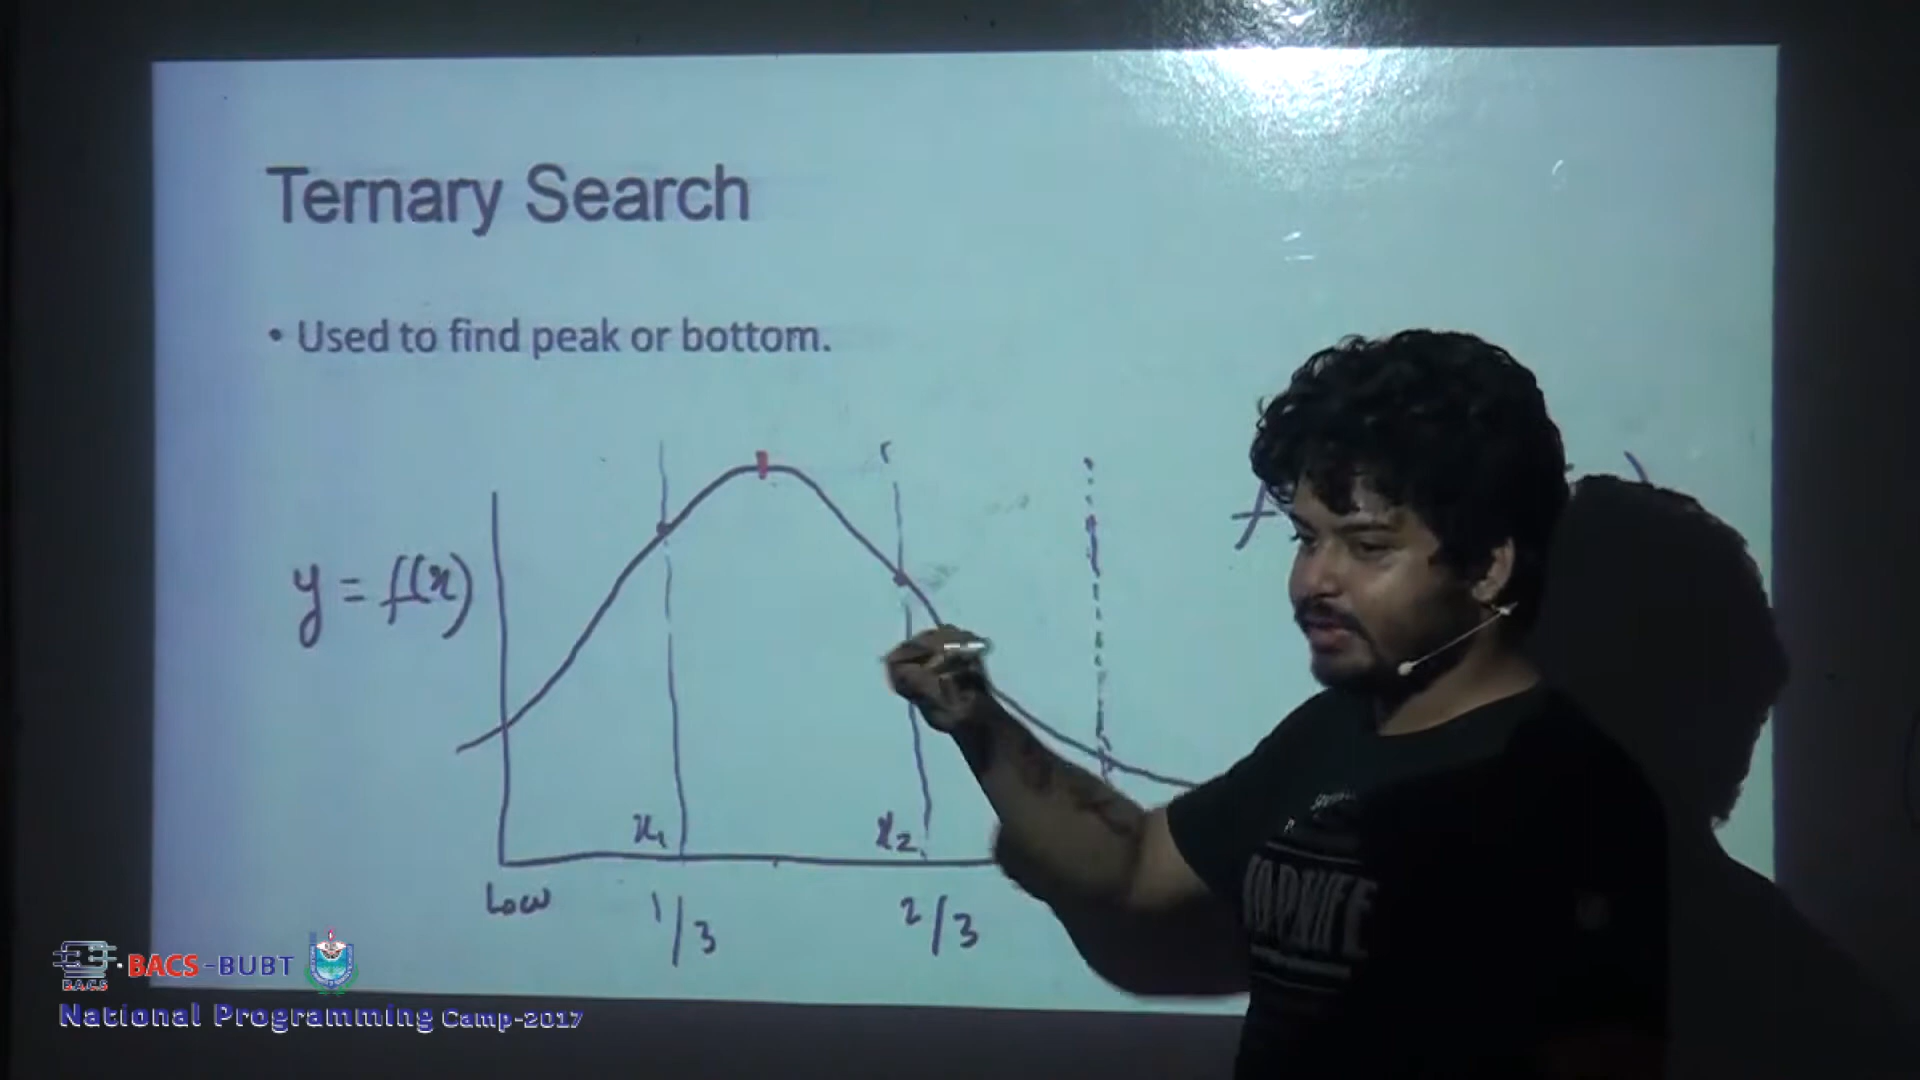 Ternary Search
• Used to find peak or bottom.
y = f(x)
x₁
x₂
Low
1/3
2/3
B.A.C.S
BACS-BUBT
National Programming Camp-2017